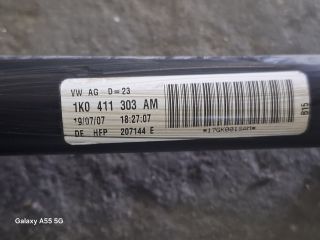 VW AG D=23
1K0 411 303 AM
19/07/07 18:27:07
DE HFP 207144 E
B15
Galaxy A55 5G